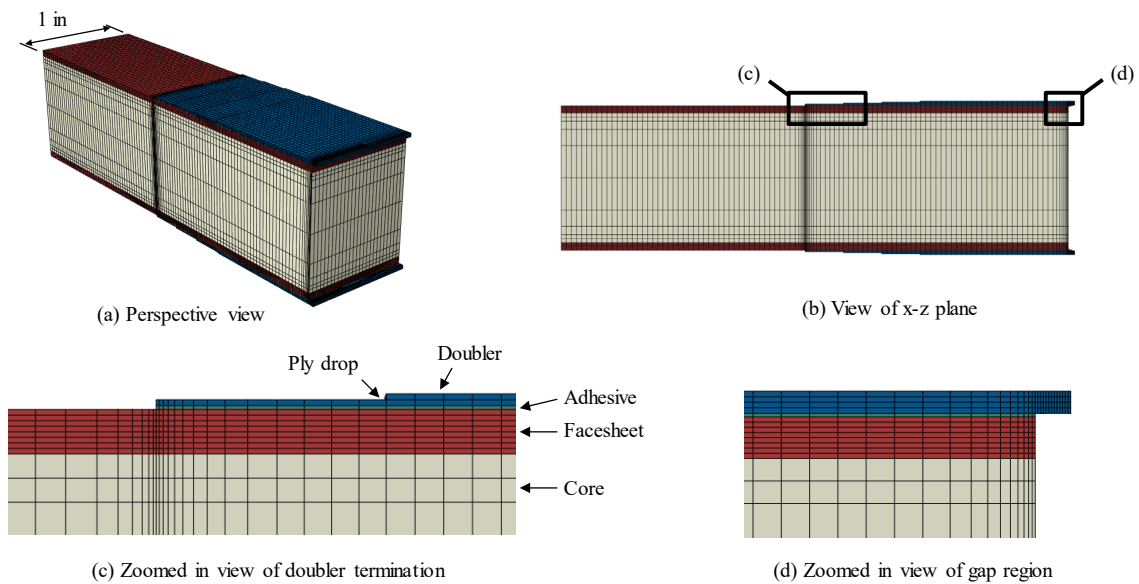 1 in
(a) Perspective view
(c)
(d)
(b) View of x-z plane
Ply drop
Doubler
Adhesive
Facesheet
Core
(c) Zoomed in view of doubler termination
(d) Zoomed in view of gap region